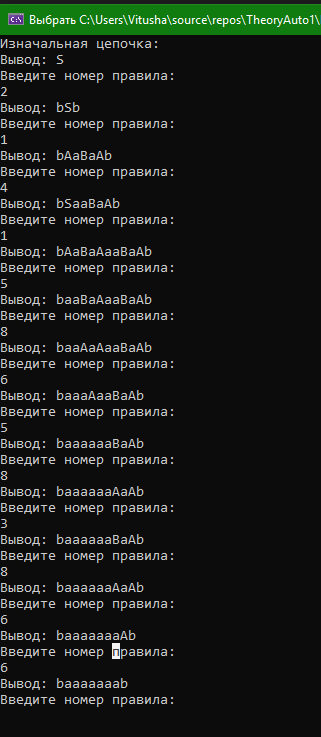 Выбрать C:\Users\Vitusha\source\repos\TheoryAuto1\
Изначальная цепочка:
Вывод: S
Введите номер правила:
2
Вывод: bSb
Введите номер правила:
1
Вывод: bAaBaAb
Введите номер правила:
4
Вывод: bSaaBaAb
Введите номер правила:
1
Вывод: bAaBaAaaBaAb
Введите номер правила:
5
Вывод: baaBaAaaBaAb
Введите номер правила:
8
Вывод: baaAaAaaBaAb
Введите номер правила:
6
Вывод: baaaAaaBaAb
Введите номер правила:
5
Вывод: baaaaaaBaAb
Введите номер правила:
8
Вывод: baaaaaaAaAb
Введите номер правила:
3
Вывод: baaaaaaBaAb
Введите номер правила:
8
Вывод: baaaaaaAaAb
Введите номер правила:
6
Вывод: baaaaaaaAb
Введите номер правила:
6
Вывод: baaaaaaab
Введите номер правила: